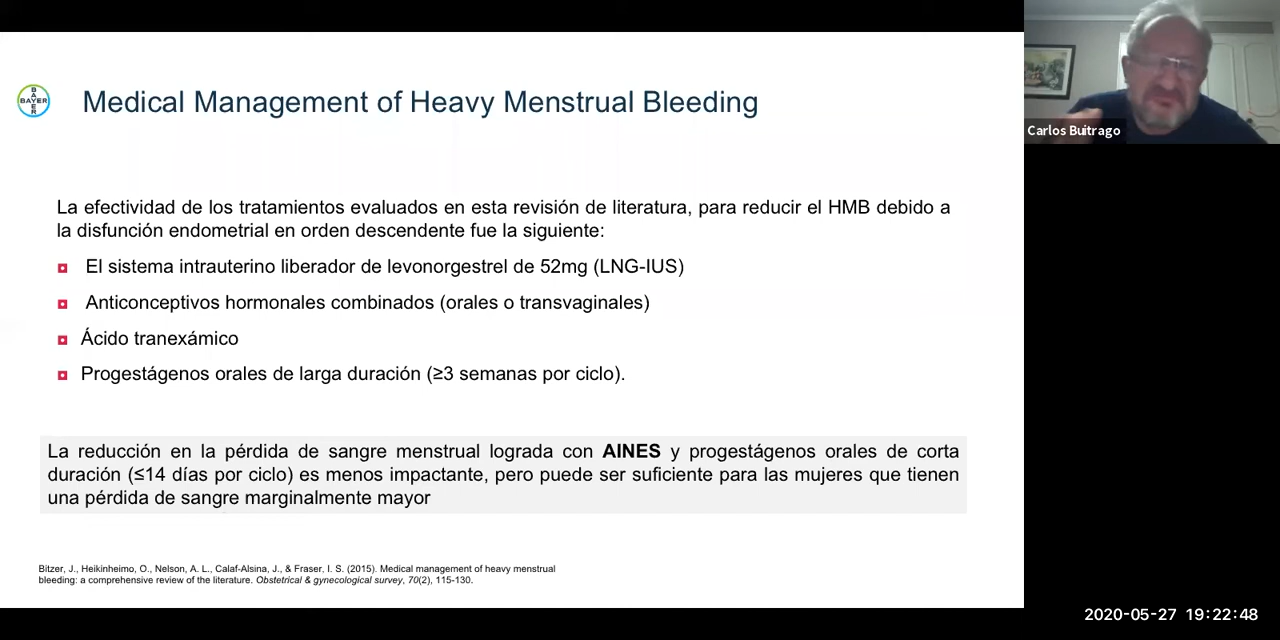 BAYER
BAYER
Medical Management of Heavy Menstrual Bleeding
Carlos Buitrago
La efectividad de los tratamientos evaluados en esta revisión de literatura, para reducir el HMB debido a
la disfunción endometrial en orden descendente fue la siguiente:
El sistema intrauterino liberador de levonorgestrel de 52mg (LNG-IUS)
Anticonceptivos hormonales combinados (orales o transvaginales)
Ácido tranexámico
Progestágenos orales de larga duración (≥3 semanas por ciclo).
La reducción en la pérdida de sangre menstrual lograda con AINES y progestágenos orales de corta
duración (≤14 días por ciclo) es menos impactante, pero puede ser suficiente para las mujeres que tienen
una pérdida de sangre marginalmente mayor
Bitzer, J., Heikinheimo, O., Nelson, A. L., Calaf-Alsina, J., & Fraser, I. S. (2015). Medical management of heavy menstrual
bleeding: a comprehensive review of the literature. Obstetrical & gynecological survey, 70(2), 115-130.
2020-05-27 19:22:48